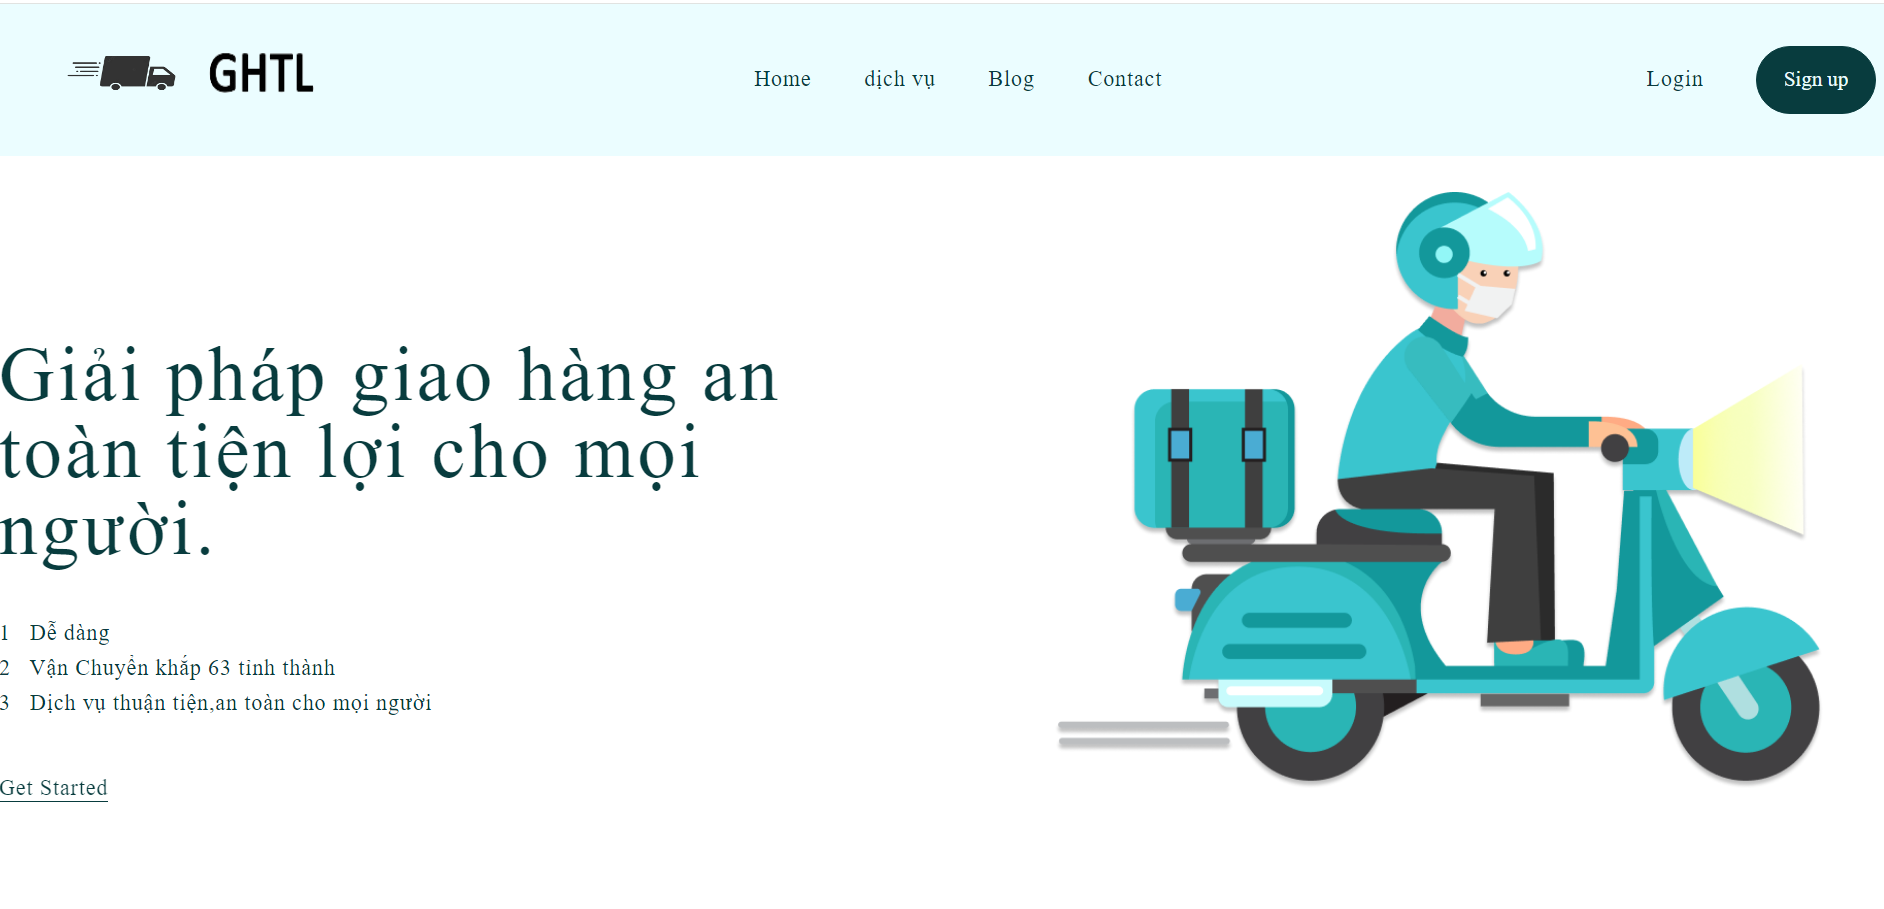 GHTL
Home
dịch vụ
Blog
Contact
Login
Sign up
Giải pháp giao hàng an
toàn tiện lợi cho mọi
người.
1 Dễ dàng
2 Vận Chuyển khắp 63 tỉnh thành
3 Dịch vụ thuận tiện,an toàn cho mọi người
Get Started